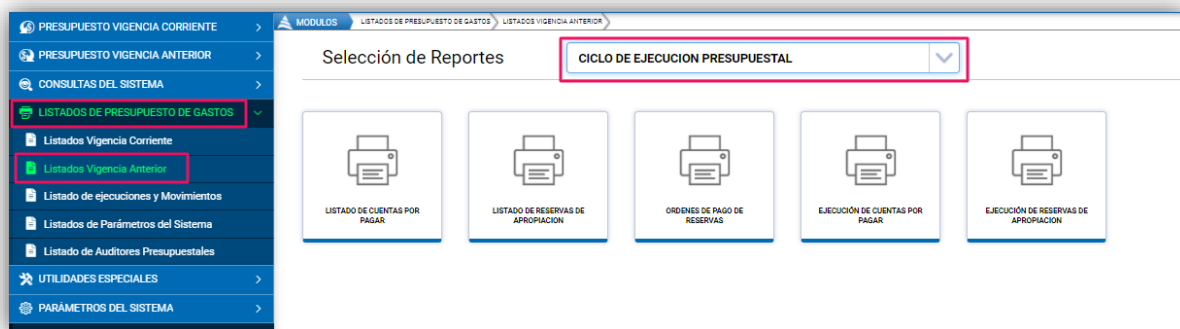 PRESUPUESTO VIGENCIA CORRIENTE
PRESUPUESTO VIGENCIA ANTERIOR
CONSULTAS DEL SISTEMA
LISTADOS DE PRESUPUESTO DE GASTOS
Listados Vigencia Corriente
Listados Vigencia Anterior
Listado de ejecuciones y Movimientos
Listados de Parámetros del Sistema
Listado de Auditores Presupuestales
UTILIDADES ESPECIALES
PARÁMETROS DEL SISTEMA
MODULOS LISTADOS DE PRESUPUESTO DE GASTOS LISTADOS VIGENCIA ANTERIOR
Selección de Reportes
CICLO DE EJECUCION PRESUPUESTAL
LISTADO DE CUENTAS POR
PAGAR
LISTADO DE RESERVAS DE
APROPIACION
ORDENES DE PAGO DE
RESERVAS
EJECUCIÓN DE CUENTAS POR
PAGAR
EJECUCIÓN DE RESERVAS DE
APROPIACION